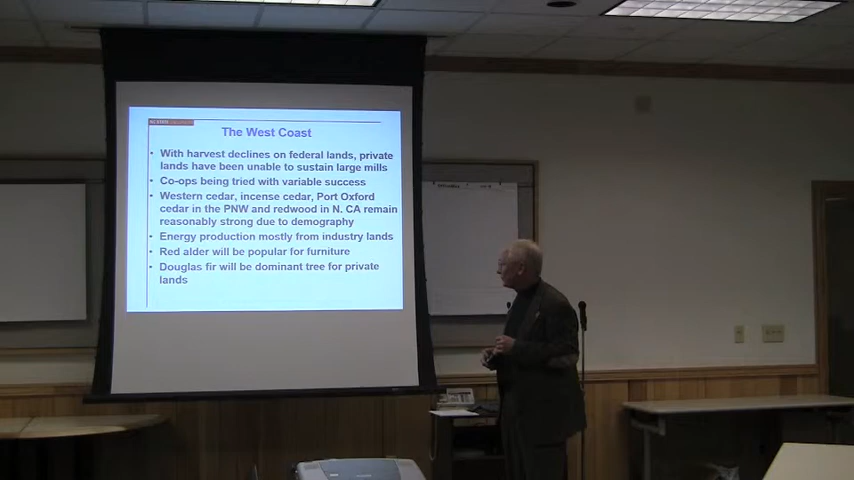 NC STATE
The West Coast
• With harvest declines on federal lands, private
lands have been unable to sustain large mills
• Co-ops being tried with variable success
• Western cedar, incense cedar, Port Oxford
cedar in the PNW and redwood in N. CA remain
reasonably strong due to demography
• Energy production mostly from industry lands
• Red alder will be popular for furniture
• Douglas fir will be dominant tree for private
lands